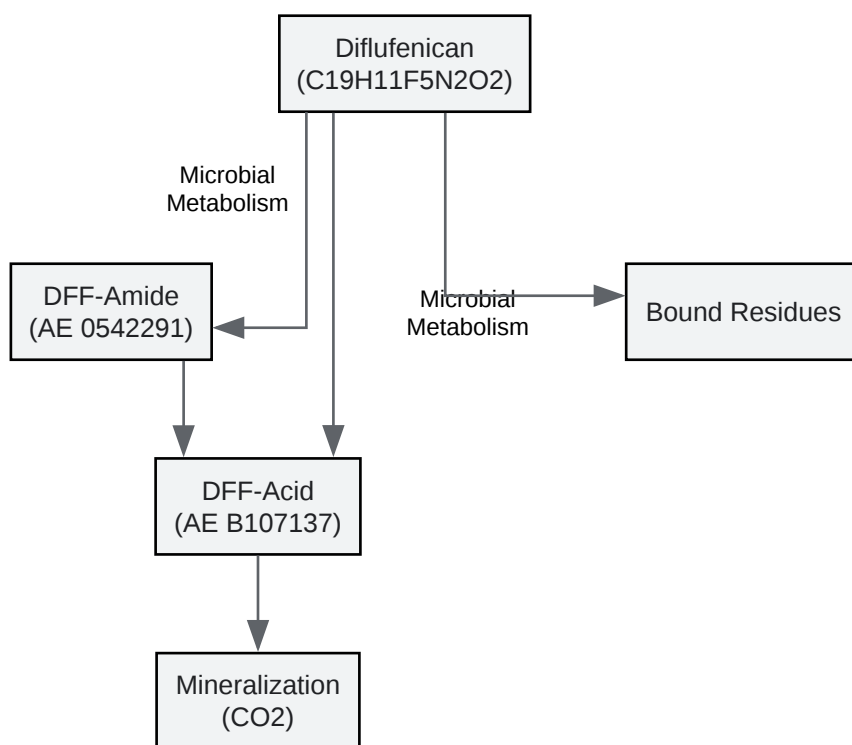 Diflufenican
(C19H11F5N2O2)
Microbial
Metabolism
DFF-Amide
(AE 0542291)
Microbial
Metabolism
Bound Residues
DFF-Acid
(AE B107137)
Mineralization
(CO2)